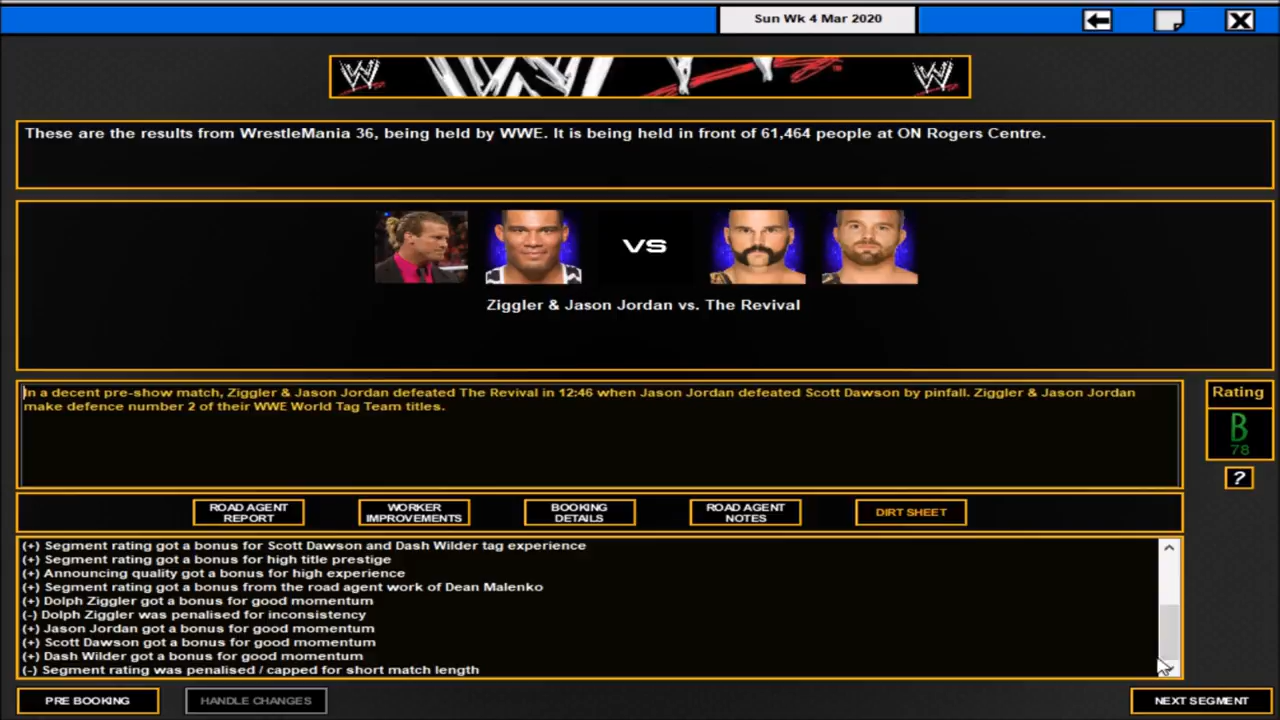 Sun Wk 4 Mar 2020
These are the results from WrestleMania 36, being held by WWE. It is being held in front of 61,464 people at ON Rogers Centre.
VS
Ziggler & Jason Jordan vs. The Revival
In a decent pre-show match, Ziggler & Jason Jordan defeated The Revival in 12:46 when Jason Jordan defeated Scott Dawson by pinfall. Ziggler & Jason Jordan
make defence number 2 of their WWE World Tag Team titles.
Rating
B
78
?
ROAD AGENT
REPORT
WORKER
IMPROVEMENTS
BOOKING
DETAILS
ROAD AGENT
NOTES
DIRT SHEET
(+) Segment rating got a bonus for Scott Dawson and Dash Wilder tag experience
(+) Segment rating got a bonus for high title prestige
(+) Announcing quality got a bonus for high experience
(+) Segment rating got a bonus from the road agent work of Dean Malenko
(+) Dolph Ziggler got a bonus for good momentum
(-) Dolph Ziggler was penalised for inconsistency
(+) Jason Jordan got a bonus for good momentum
(+) Scott Dawson got a bonus for good momentum
(+) Dash Wilder got a bonus for good momentum
(-) Segment rating was penalised / capped for short match length
PRE BOOKING
HANDLE CHANGES
NEXT SEGMENT